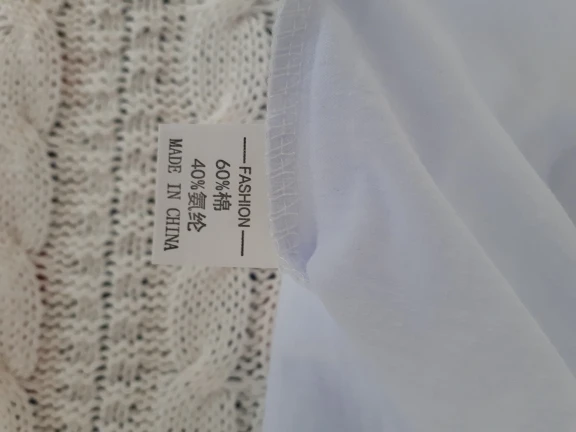 — FASHION —
60%棉
40%氨纶
MADE IN CHINA